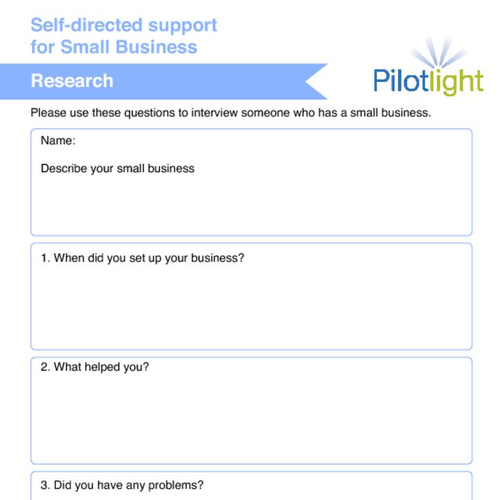 Self-directed support
for Small Business
Research
Pilotlight
Please use these questions to interview someone who has a small business.
Name:
Describe your small business
1. When did you set up your business?
2. What helped you?
3. Did you have any problems?